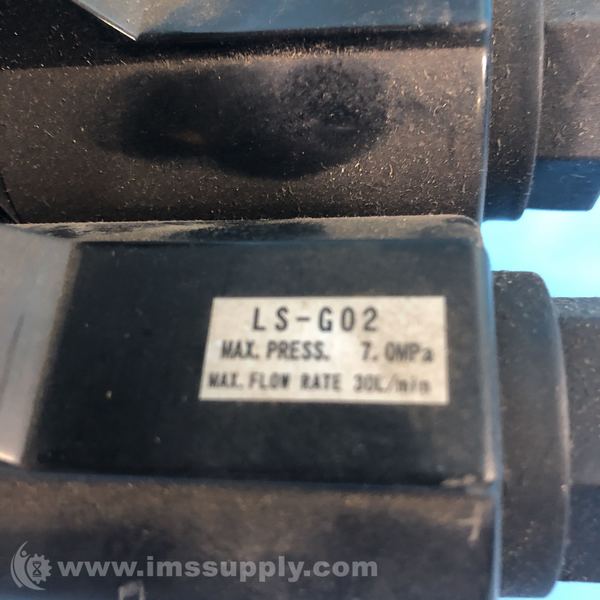 LS-G02
MAX. PRESS. 7.0MPa
MAX. FLOW RATE 30L/min
www.imssupply.com